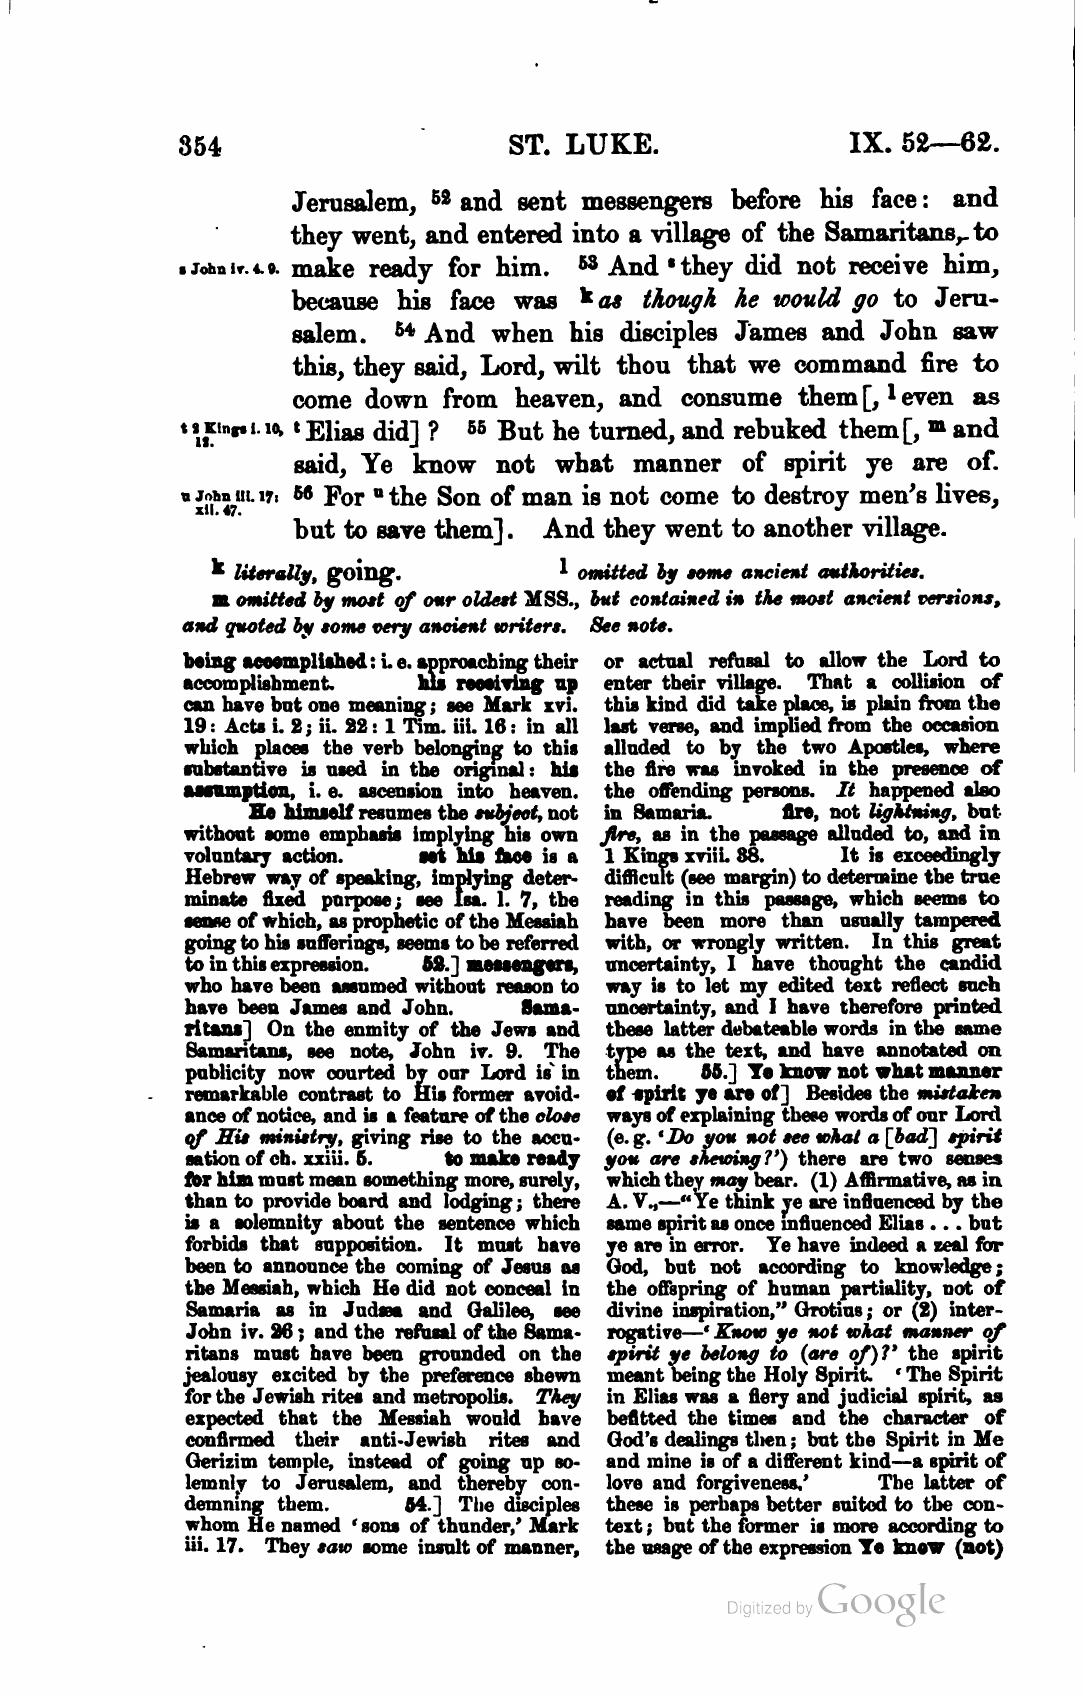 354 ST. LUKE. IX. 52—62.
Jerusalem, 52 and sent messengers before his face: and
they went, and entered into a village of the Samaritans, to
s John iv. 4. 9. make ready for him. 53 And s they did not receive him,
because his face was k as though he would go to Jeru-
salem. 54 And when his disciples James and John saw
this, they said, Lord, wilt thou that we command fire to
come down from heaven, and consume them[, l even as
t 2 Kings i. 10, 12. t Elias did] ? 55 But he turned, and rebuked them[, m and
said, Ye know not what manner of spirit ye are of.
u John iii. 17: xii. 47. 56 For u the Son of man is not come to destroy men's lives,
but to save them]. And they went to another village.
k literally, going. l omitted by some ancient authorities.
m omitted by most of our oldest MSS., but contained in the most ancient versions,
and quoted by some very ancient writers. See note.
being accomplished: i. e. approaching their
accomplishment. his receiving up
can have but one meaning; see Mark xvi.
19: Acts i. 2; ii. 22: 1 Tim. iii. 16: in all
which places the verb belonging to this
substantive is used in the original: his
assumption, i. e. ascension into heaven.
He himself resumes the subject, not
without some emphasis implying his own
voluntary action. set his face is a
Hebrew way of speaking, implying deter-
minate fixed purpose; see Isa. l. 7, the
sense of which, as prophetic of the Messiah
going to his sufferings, seems to be referred
to in this expression. 52.] messengers,
who have been assumed without reason to
have been James and John. Sama-
ritans] On the enmity of the Jews and
Samaritans, see note, John iv. 9. The
publicity now courted by our Lord is in
remarkable contrast to His former avoid-
ance of notice, and is a feature of the close
of His ministry, giving rise to the accu-
sation of ch. xxiii. 5. to make ready
for him must mean something more, surely,
than to provide board and lodging; there
is a solemnity about the sentence which
forbids that supposition. It must have
been to announce the coming of Jesus as
the Messiah, which He did not conceal in
Samaria as in Judæa and Galilee, see
John iv. 26; and the refusal of the Sama-
ritans must have been grounded on the
jealousy excited by the preference shewn
for the Jewish rites and metropolis. They
expected that the Messiah would have
confirmed their anti-Jewish rites and
Gerizim temple, instead of going up so-
lemnly to Jerusalem, and thereby con-
demning them. 54.] The disciples
whom He named 'sons of thunder,' Mark
iii. 17. They saw some insult of manner,
or actual refusal to allow the Lord to
enter their village. That a collision of
this kind did take place, is plain from the
last verse, and implied from the occasion
alluded to by the two Apostles, where
the fire was invoked in the presence of
the offending persons. It happened also
in Samaria. fire, not lightning, but
fire, as in the passage alluded to, and in
1 Kings xviii. 38. It is exceedingly
difficult (see margin) to determine the true
reading in this passage, which seems to
have been more than usually tampered
with, or wrongly written. In this great
uncertainty, I have thought the candid
way is to let my edited text reflect such
uncertainty, and I have therefore printed
these latter debateable words in the same
type as the text, and have annotated on
them. 55.] Ye know not what manner
of spirit ye are of] Besides the mistaken
ways of explaining these words of our Lord
(e. g. 'Do you not see what a [bad] spirit
you are shewing?') there are two senses
which they may bear. (1) Affirmative, as in
A. V.,—"Ye think ye are influenced by the
same spirit as once influenced Elias . . . but
ye are in error. Ye have indeed a zeal for
God, but not according to knowledge;
the offspring of human partiality, not of
divine inspiration," Grotius; or (2) inter-
rogative—'Know ye not what manner of
spirit ye belong to (are of)?' the spirit
meant being the Holy Spirit. 'The Spirit
in Elias was a fiery and judicial spirit, as
befitted the times and the character of
God's dealings then; but the Spirit in Me
and mine is of a different kind—a spirit of
love and forgiveness.' The latter of
these is perhaps better suited to the con-
text; but the former is more according to
the usage of the expression Ye know (not)
Digitized by Google